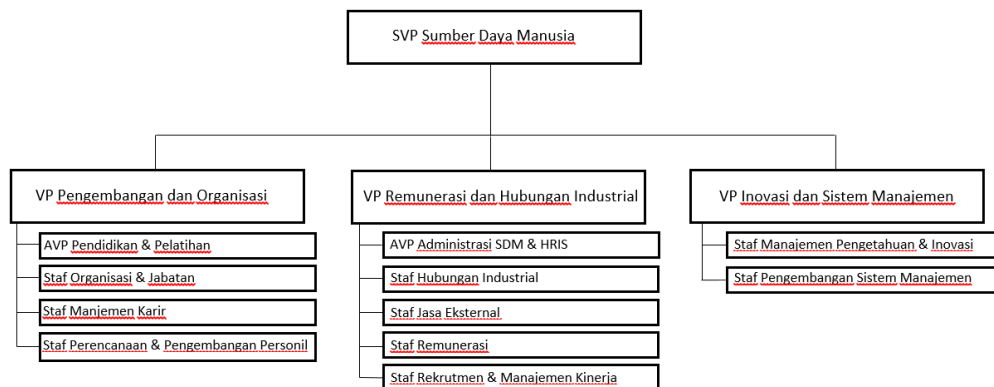 SVP Sumber Daya Manusia
VP Pengembangan dan Organisasi
AVP Pendidikan & Pelatihan
Staf Organisasi & Jabatan
Staf Manjemen Karir
Staf Perencanaan & Pengembangan Personil
VP Remunerasi dan Hubungan Industrial
AVP Administrasi SDM & HRIS
Staf Hubungan Industrial
Staf Jasa Eksternal
Staf Remunerasi
Staf Rekrutmen & Manajemen Kinerja
VP Inovasi dan Sistem Manajemen
Staf Manajemen Pengetahuan & Inovasi
Staf Pengembangan Sistem Manajemen